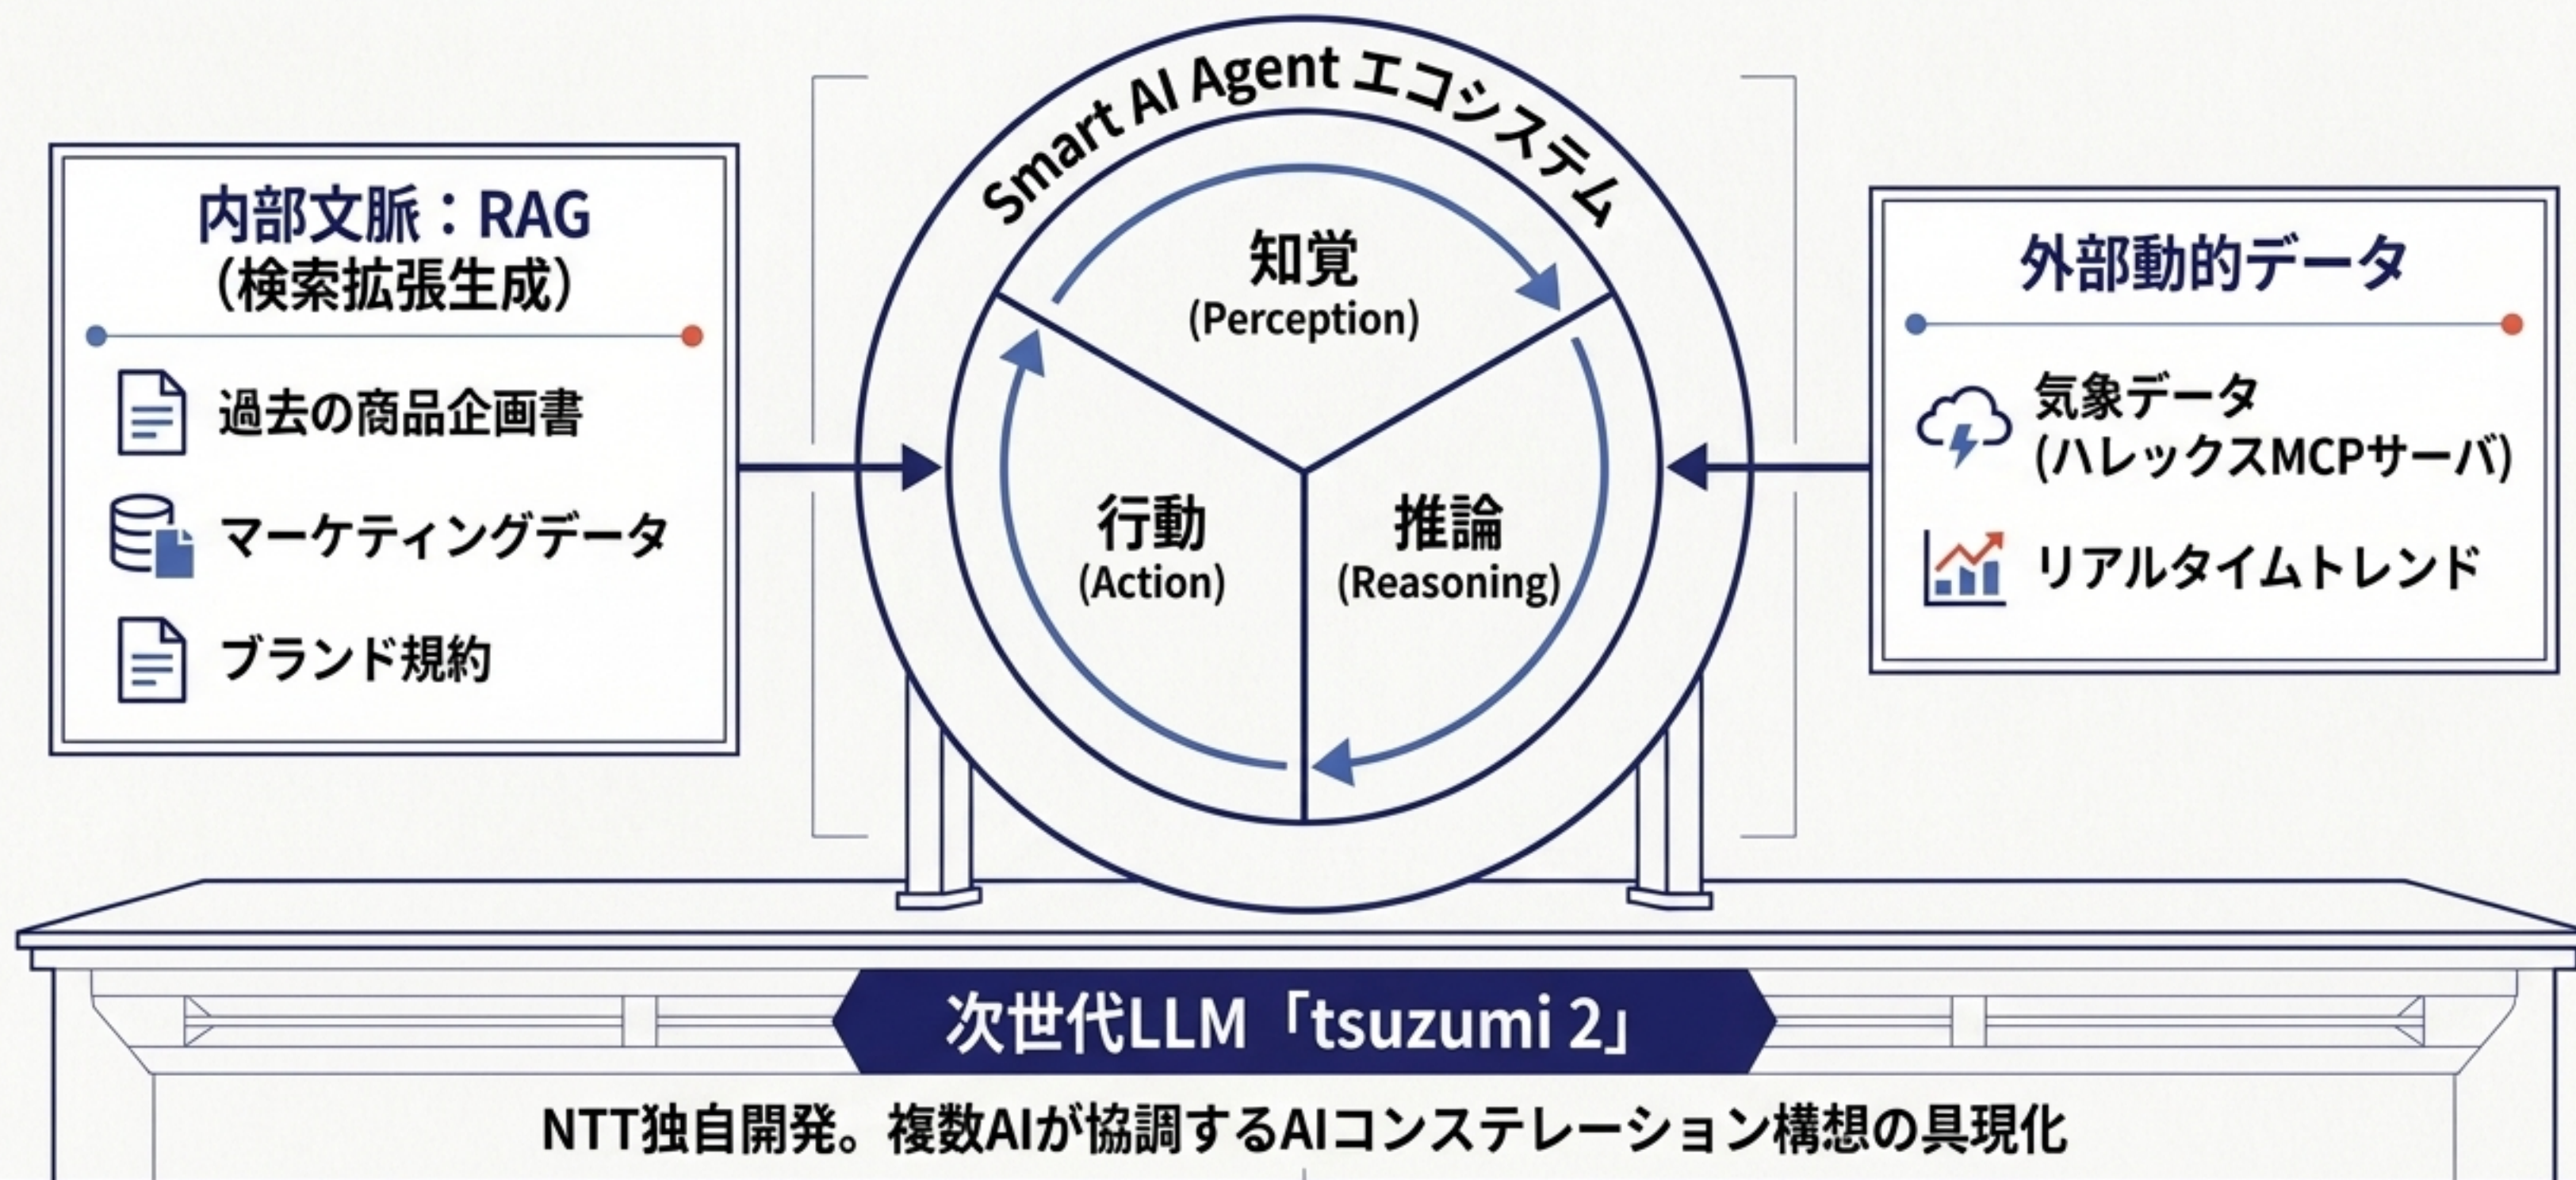 Smart AI Agent エコシステム
内部文脈：RAG
（検索拡張生成）
過去の商品企画書
マーケティングデータ
ブランド規約
知覚
(Perception)
行動
(Action)
推論
(Reasoning)
外部動的データ
気象データ
(ハレックスMCPサーバ)
リアルタイムトレンド
次世代LLM「tsuzumi 2」
NTT独自開発。複数AIが協調するAIコンステレーション構想の具現化